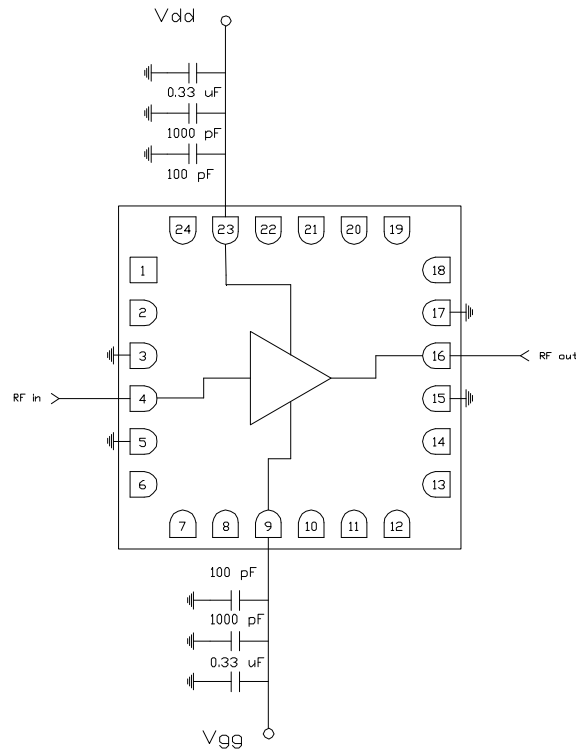 Vdd
0.33 uF
1000 pF
100 pF
24 23 22 21 20 19
1 18
2 17
3 16
RF out
RF in
4 15
5 14
6 13
7 8 9 10 11 12
100 pF
1000 pF
0.33 uF
Vgg